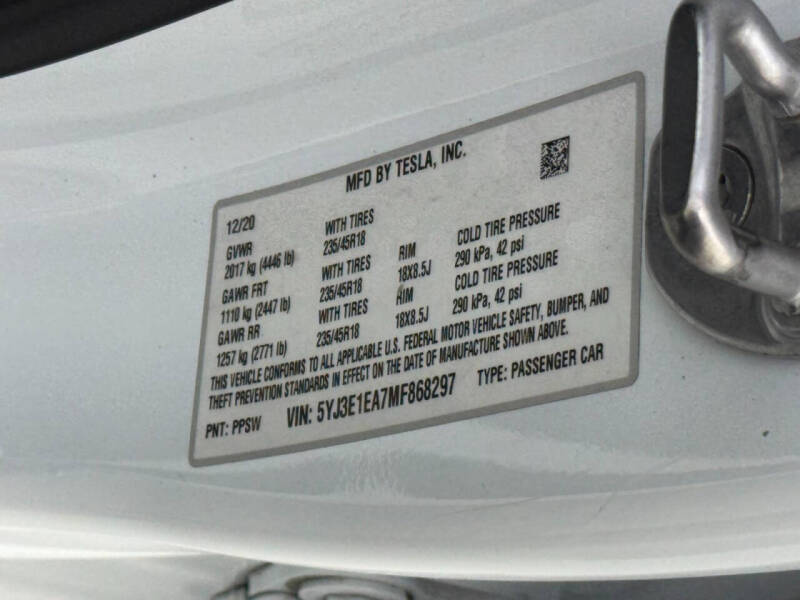 MFD BY TESLA, INC.
12/20
GVWR WITH TIRES
2017 kg (4446 lb) 235/45R18 RIM COLD TIRE PRESSURE
GAWR FRT WITH TIRES 18X8.5J 290 kPa, 42 psi
1110 kg (2447 lb) 235/45R18 RIM COLD TIRE PRESSURE
GAWR RR WITH TIRES 18X8.5J 290 kPa, 42 psi
1257 kg (2771 lb) 235/45R18
THIS VEHICLE CONFORMS TO ALL APPLICABLE U.S. FEDERAL MOTOR VEHICLE SAFETY, BUMPER, AND
THEFT PREVENTION STANDARDS IN EFFECT ON THE DATE OF MANUFACTURE SHOWN ABOVE.
PNT: PPSW VIN: 5YJ3E1EA7MF868297 TYPE: PASSENGER CAR